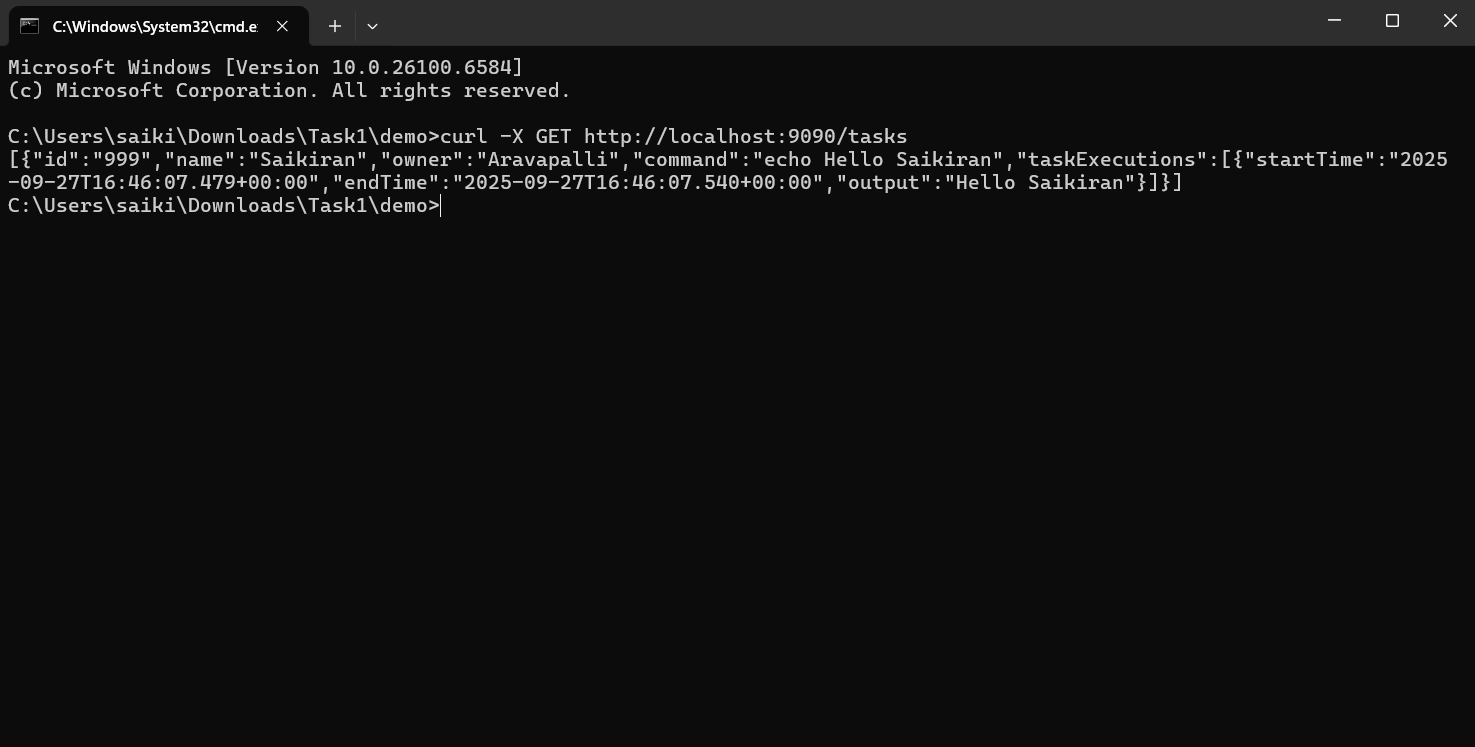 C:\Windows\System32\cmd.e
Microsoft Windows [Version 10.0.26100.6584]
(c) Microsoft Corporation. All rights reserved.
C:\Users\saiki\Downloads\Task1\demo>curl -X GET http://localhost:9090/tasks
[{"id":"999","name":"Saikiran","owner":"Aravapalli","command":"echo Hello Saikiran","taskExecutions":[{"startTime":"2025
-09-27T16:46:07.479+00:00","endTime":"2025-09-27T16:46:07.540+00:00","output":"Hello Saikiran"}]}]
C:\Users\saiki\Downloads\Task1\demo>